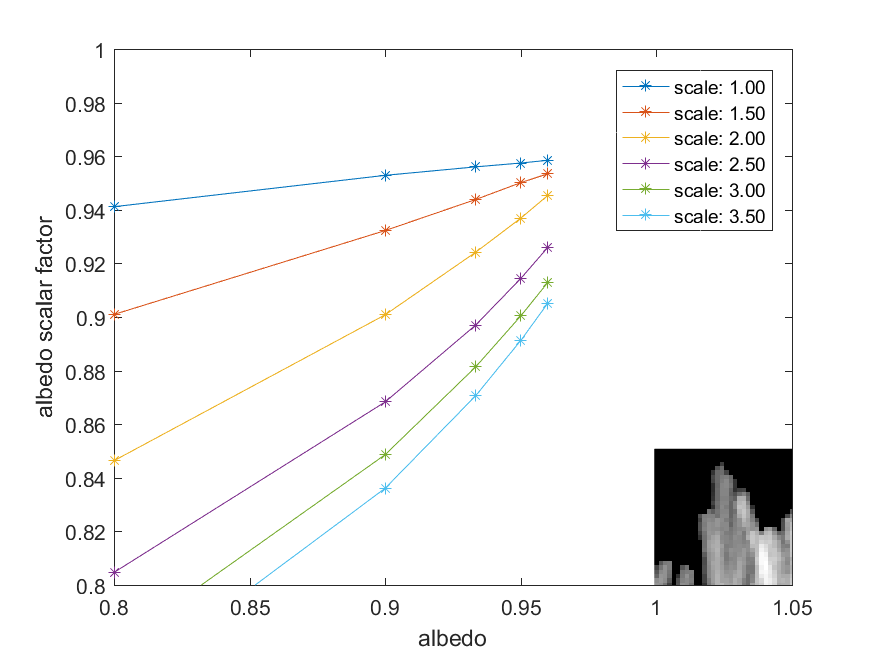 1
0.98
0.96
0.94
0.92
0.9
0.88
0.86
0.84
0.82
0.8
albedo scalar factor
scale: 1.00
scale: 1.50
scale: 2.00
scale: 2.50
scale: 3.00
scale: 3.50
0.8 0.85 0.9 0.95 1 1.05
albedo